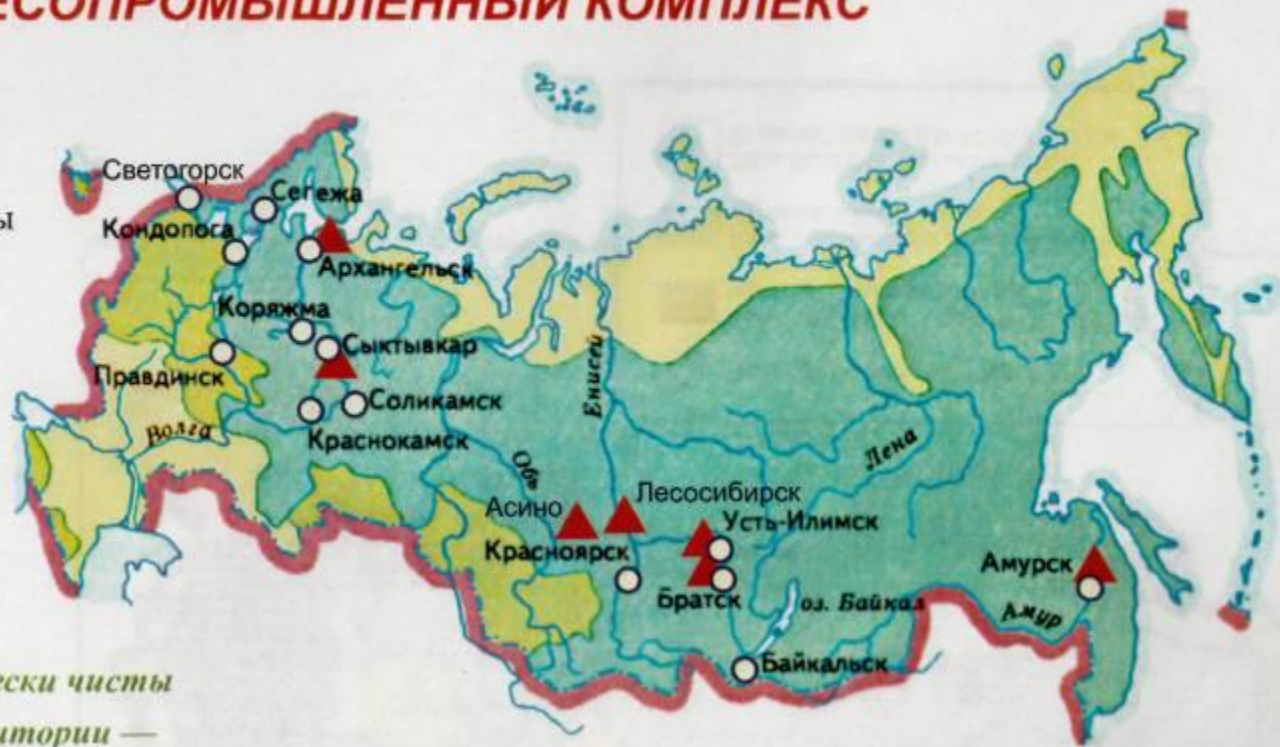 ЕСОПРОМЫШЛЕННЫЙ КОМПЛЕКС
Светогорск
Сегежа
ы
Кондопога
Архангельск
Коряжма
Сыктывкар
Правдинск
Соликамск
Волга
Краснокамск
Енисей
Обь
Лена
Асино
Лесосибирск
Усть-Илимск
Красноярск
Амурск
Братск
оз. Байкал
Амур
Байкальск
ески чисты
итории —